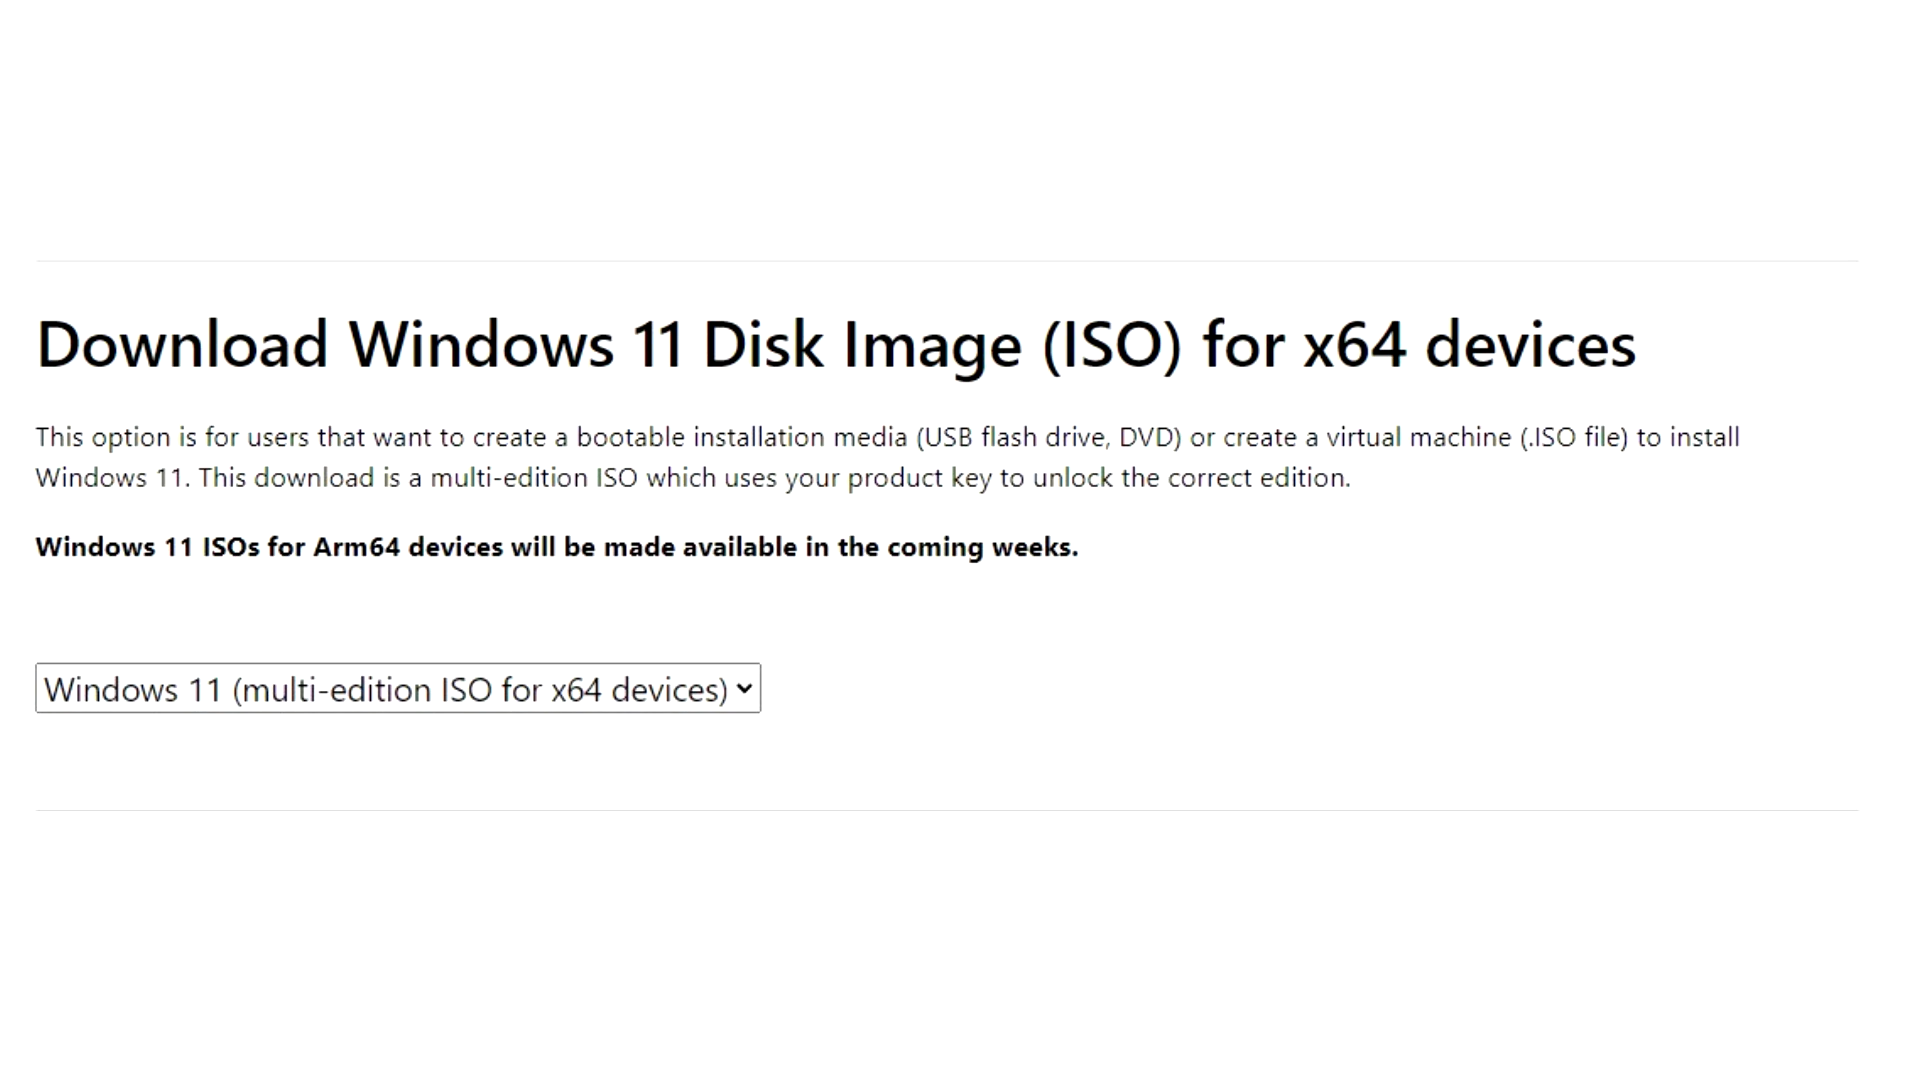 Download Windows 11 Disk Image (ISO) for x64 devices
This option is for users that want to create a bootable installation media (USB flash drive, DVD) or create a virtual machine (.ISO file) to install
Windows 11. This download is a multi-edition ISO which uses your product key to unlock the correct edition.
Windows 11 ISOs for Arm64 devices will be made available in the coming weeks.
Windows 11 (multi-edition ISO for x64 devices)